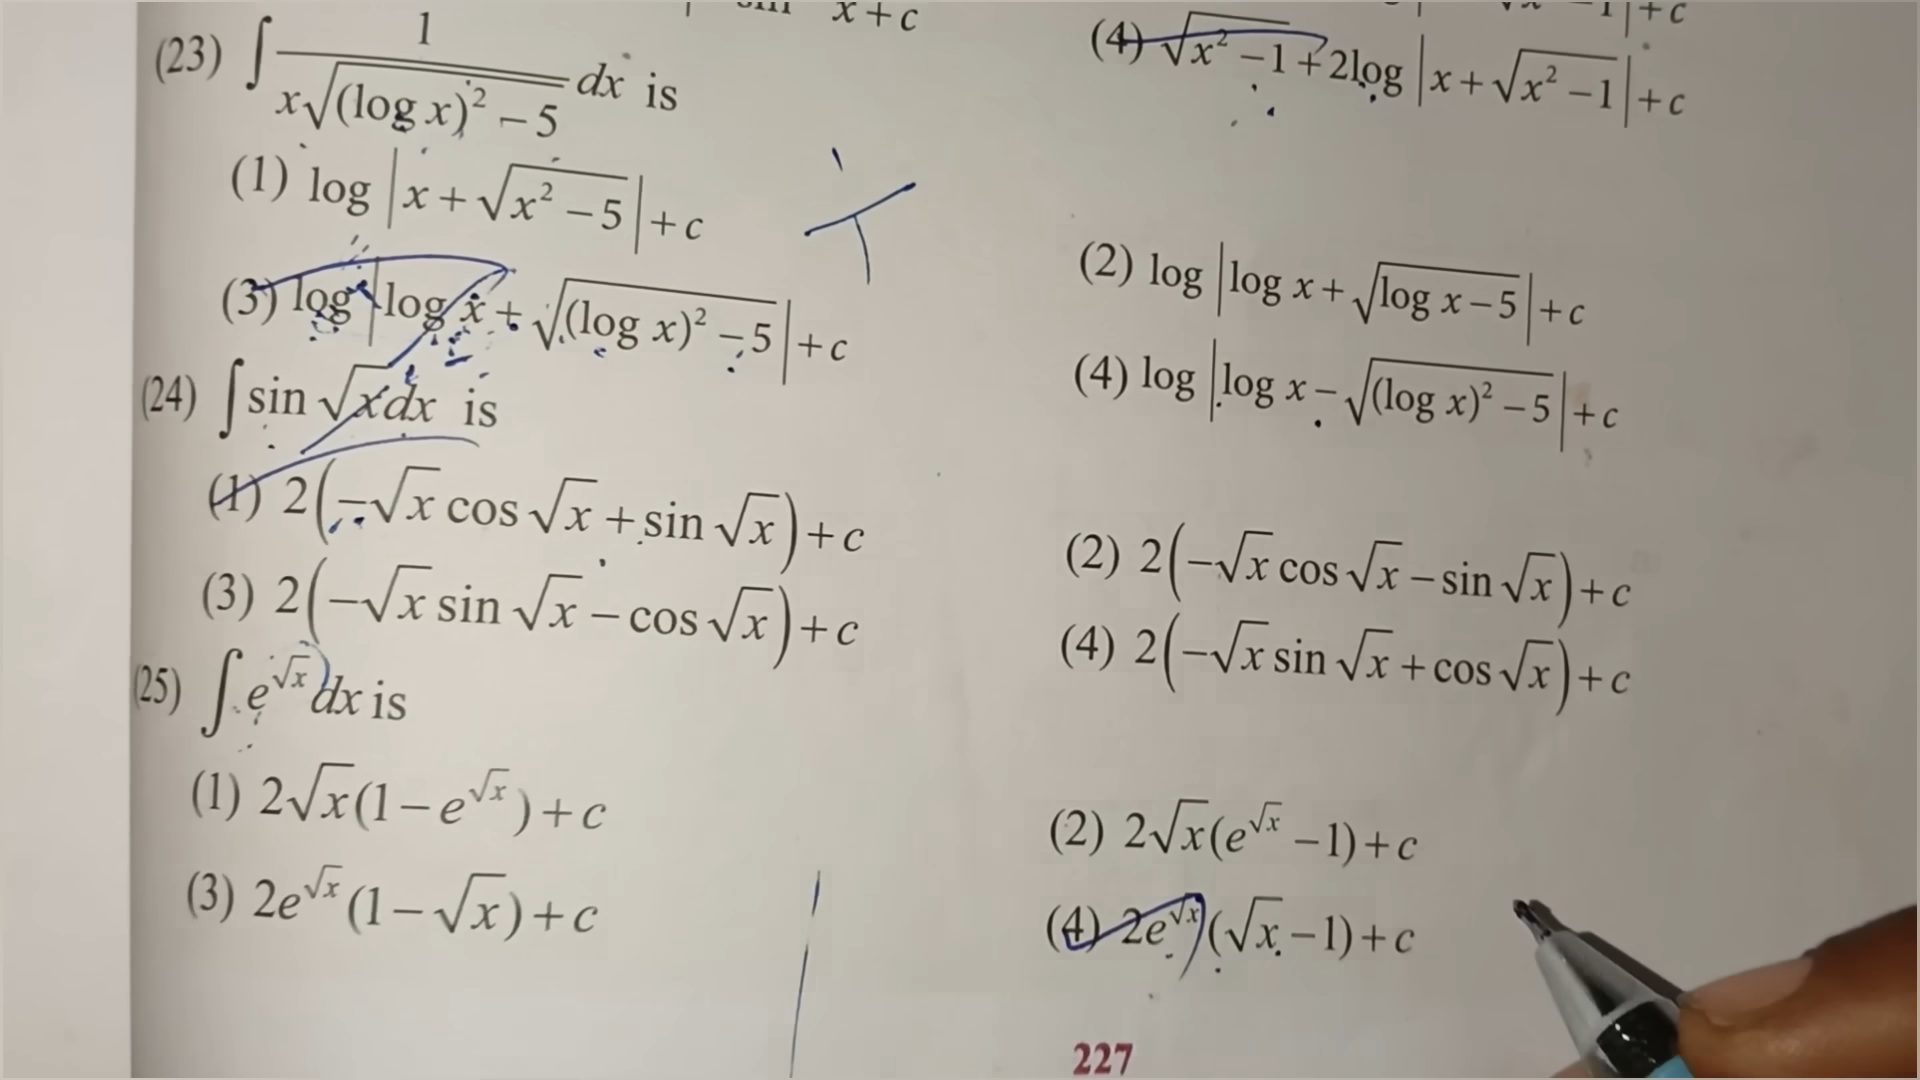 x+c
(23) ∫ 1/(x√((log x)² − 5)) dx is
(1) log |x + √(x² − 5)| + c
(3) log |log x + √((log x)² − 5)| + c
(24) ∫ sin √x dx is
(1) 2(−√x cos √x + sin √x) + c
(3) 2(−√x sin √x − cos √x) + c
(25) ∫ e^√x dx is
(1) 2√x(1 − e^√x) + c
(3) 2e^√x(1 − √x) + c
(4) √(x² − 1) + 2log |x + √(x² − 1)| + c
(2) log |log x + √(log x − 5)| + c
(4) log |log x − √((log x)² − 5)| + c
(2) 2(−√x cos √x − sin √x) + c
(4) 2(−√x sin √x + cos √x) + c
(2) 2√x(e^√x − 1) + c
(4) 2e^√x(√x − 1) + c
227